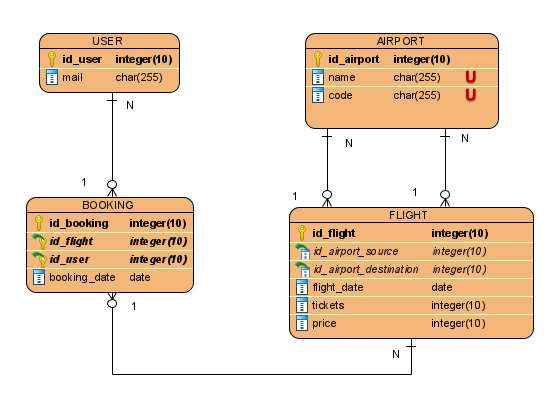 USER
id_user integer(10)
mail char(255)
N
1
AIRPORT
id_airport integer(10)
name char(255) U
code char(255) U
N N
1 1
BOOKING
id_booking integer(10)
id_flight integer(10)
id_user integer(10)
booking_date date
1
FLIGHT
id_flight integer(10)
id_airport_source integer(10)
id_airport_destination integer(10)
flight_date date
tickets integer(10)
price integer(10)
N